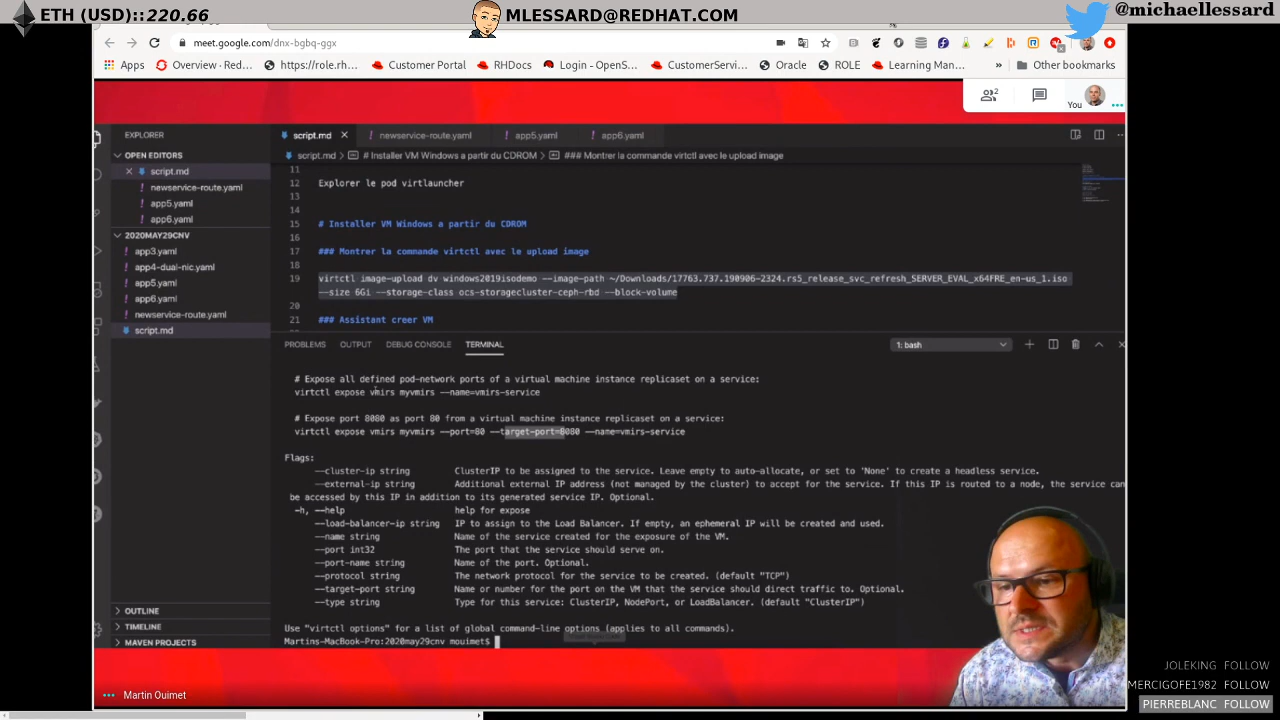 ETH (USD)::220.66
MLESSARD@REDHAT.COM
@michaellessard
meet.google.com/dnx-bgbq-ggx
Apps
Overview - Red...
https://role.rh...
Customer Portal
RHDocs
Login - OpenS...
CustomerServi...
Oracle
ROLE
Learning Man...
»
Other bookmarks
2
You
EXPLORER
script.md
newservice-route.yaml
app5.yaml
app6.yaml
OPEN EDITORS
script.md
newservice-route.yaml
app5.yaml
app6.yaml
2020MAY29CNV
app3.yaml
app4-dual-nic.yaml
app5.yaml
app6.yaml
newservice-route.yaml
script.md
OUTLINE
TIMELINE
MAVEN PROJECTS
script.md > # Installer VM Windows a partir du CDROM > ### Montrer la commande virtctl avec le upload image
11
12 Explorer le pod virtlauncher
13
14
15 # Installer VM Windows a partir du CDROM
16
17 ### Montrer la commande virtctl avec le upload image
18
19 virtctl image-upload dv windows2019isodemo --image-path ~/Downloads/17763.737.190906-2324.rs5_release_svc_refresh_SERVER_EVAL_x64FRE_en-us_1.iso
--size 6Gi --storage-class ocs-storagecluster-ceph-rbd --block-volume
20
21 ### Assistant creer VM
PROBLEMS OUTPUT DEBUG CONSOLE TERMINAL
1: bash
# Expose all defined pod-network ports of a virtual machine instance replicaset on a service:
virtctl expose vmirs myvmirs --name=vmirs-service
# Expose port 8080 as port 80 from a virtual machine instance replicaset on a service:
virtctl expose vmirs myvmirs --port=80 --target-port=8080 --name=vmirs-service
Flags:
--cluster-ip string ClusterIP to be assigned to the service. Leave empty to auto-allocate, or set to 'None' to create a headless service.
--external-ip string Additional external IP address (not managed by the cluster) to accept for the service. If this IP is routed to a node, the service can
be accessed by this IP in addition to its generated service IP. Optional.
-h, --help help for expose
--load-balancer-ip string IP to assign to the Load Balancer. If empty, an ephemeral IP will be created and used.
--name string Name of the service created for the exposure of the VM.
--port int32 The port that the service should serve on.
--port-name string Name of the port. Optional.
--protocol string The network protocol for the service to be created. (default "TCP")
--target-port string Name or number for the port on the VM that the service should direct traffic to. Optional.
--type string Type for this service: ClusterIP, NodePort, or LoadBalancer. (default "ClusterIP")
Use "virtctl options" for a list of global command-line options (applies to all commands).
Martins-MacBook-Pro:2020may29cnv mouimet$
Martin Ouimet
JOLEKING FOLLOW
MERCIGOFE1982 FOLLOW
PIERREBLANC FOLLOW